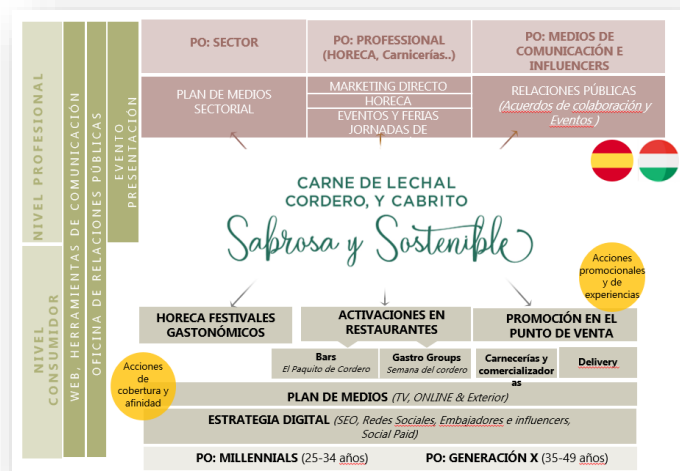 NIVEL PROFESIONAL
NIVEL
CONSUMIDOR
WEB, HERRAMIENTAS DE COMUNICACIÓN
OFICINA DE RELACIONES PÚBLICAS
EVENTO
PRESENTACIÓN
PO: SECTOR
PO: PROFESSIONAL
(HORECA, Carnicerías..)
PO: MEDIOS DE
COMUNICACIÓN E
INFLUENCERS
PLAN DE MEDIOS
SECTORIAL
MARKETING DIRECTO
HORECA
EVENTOS Y FERIAS
JORNADAS DE
RELACIONES PÚBLICAS
(Acuerdos de colaboración y
Eventos )
CARNE DE LECHAL
CORDERO, Y CABRITO
Sabrosa y Sostenible
Acciones
promocionales
y de
experiencias
HORECA FESTIVALES
GASTONÓMICOS
ACTIVACIONES EN
RESTAURANTES
PROMOCIÓN EN EL
PUNTO DE VENTA
Bars
El Paquito de Cordero
Gastro Groups
Semana del cordero
Carnecerías y
comercializador
as
Delivery
Acciones
de
cobertura y
afinidad
PLAN DE MEDIOS (TV, ONLINE & Exterior)
ESTRATEGIA DIGITAL (SEO, Redes Sociales, Embajadores e influencers,
Social Paid)
PO: MILLENNIALS (25-34 años)
PO: GENERACIÓN X (35-49 años)